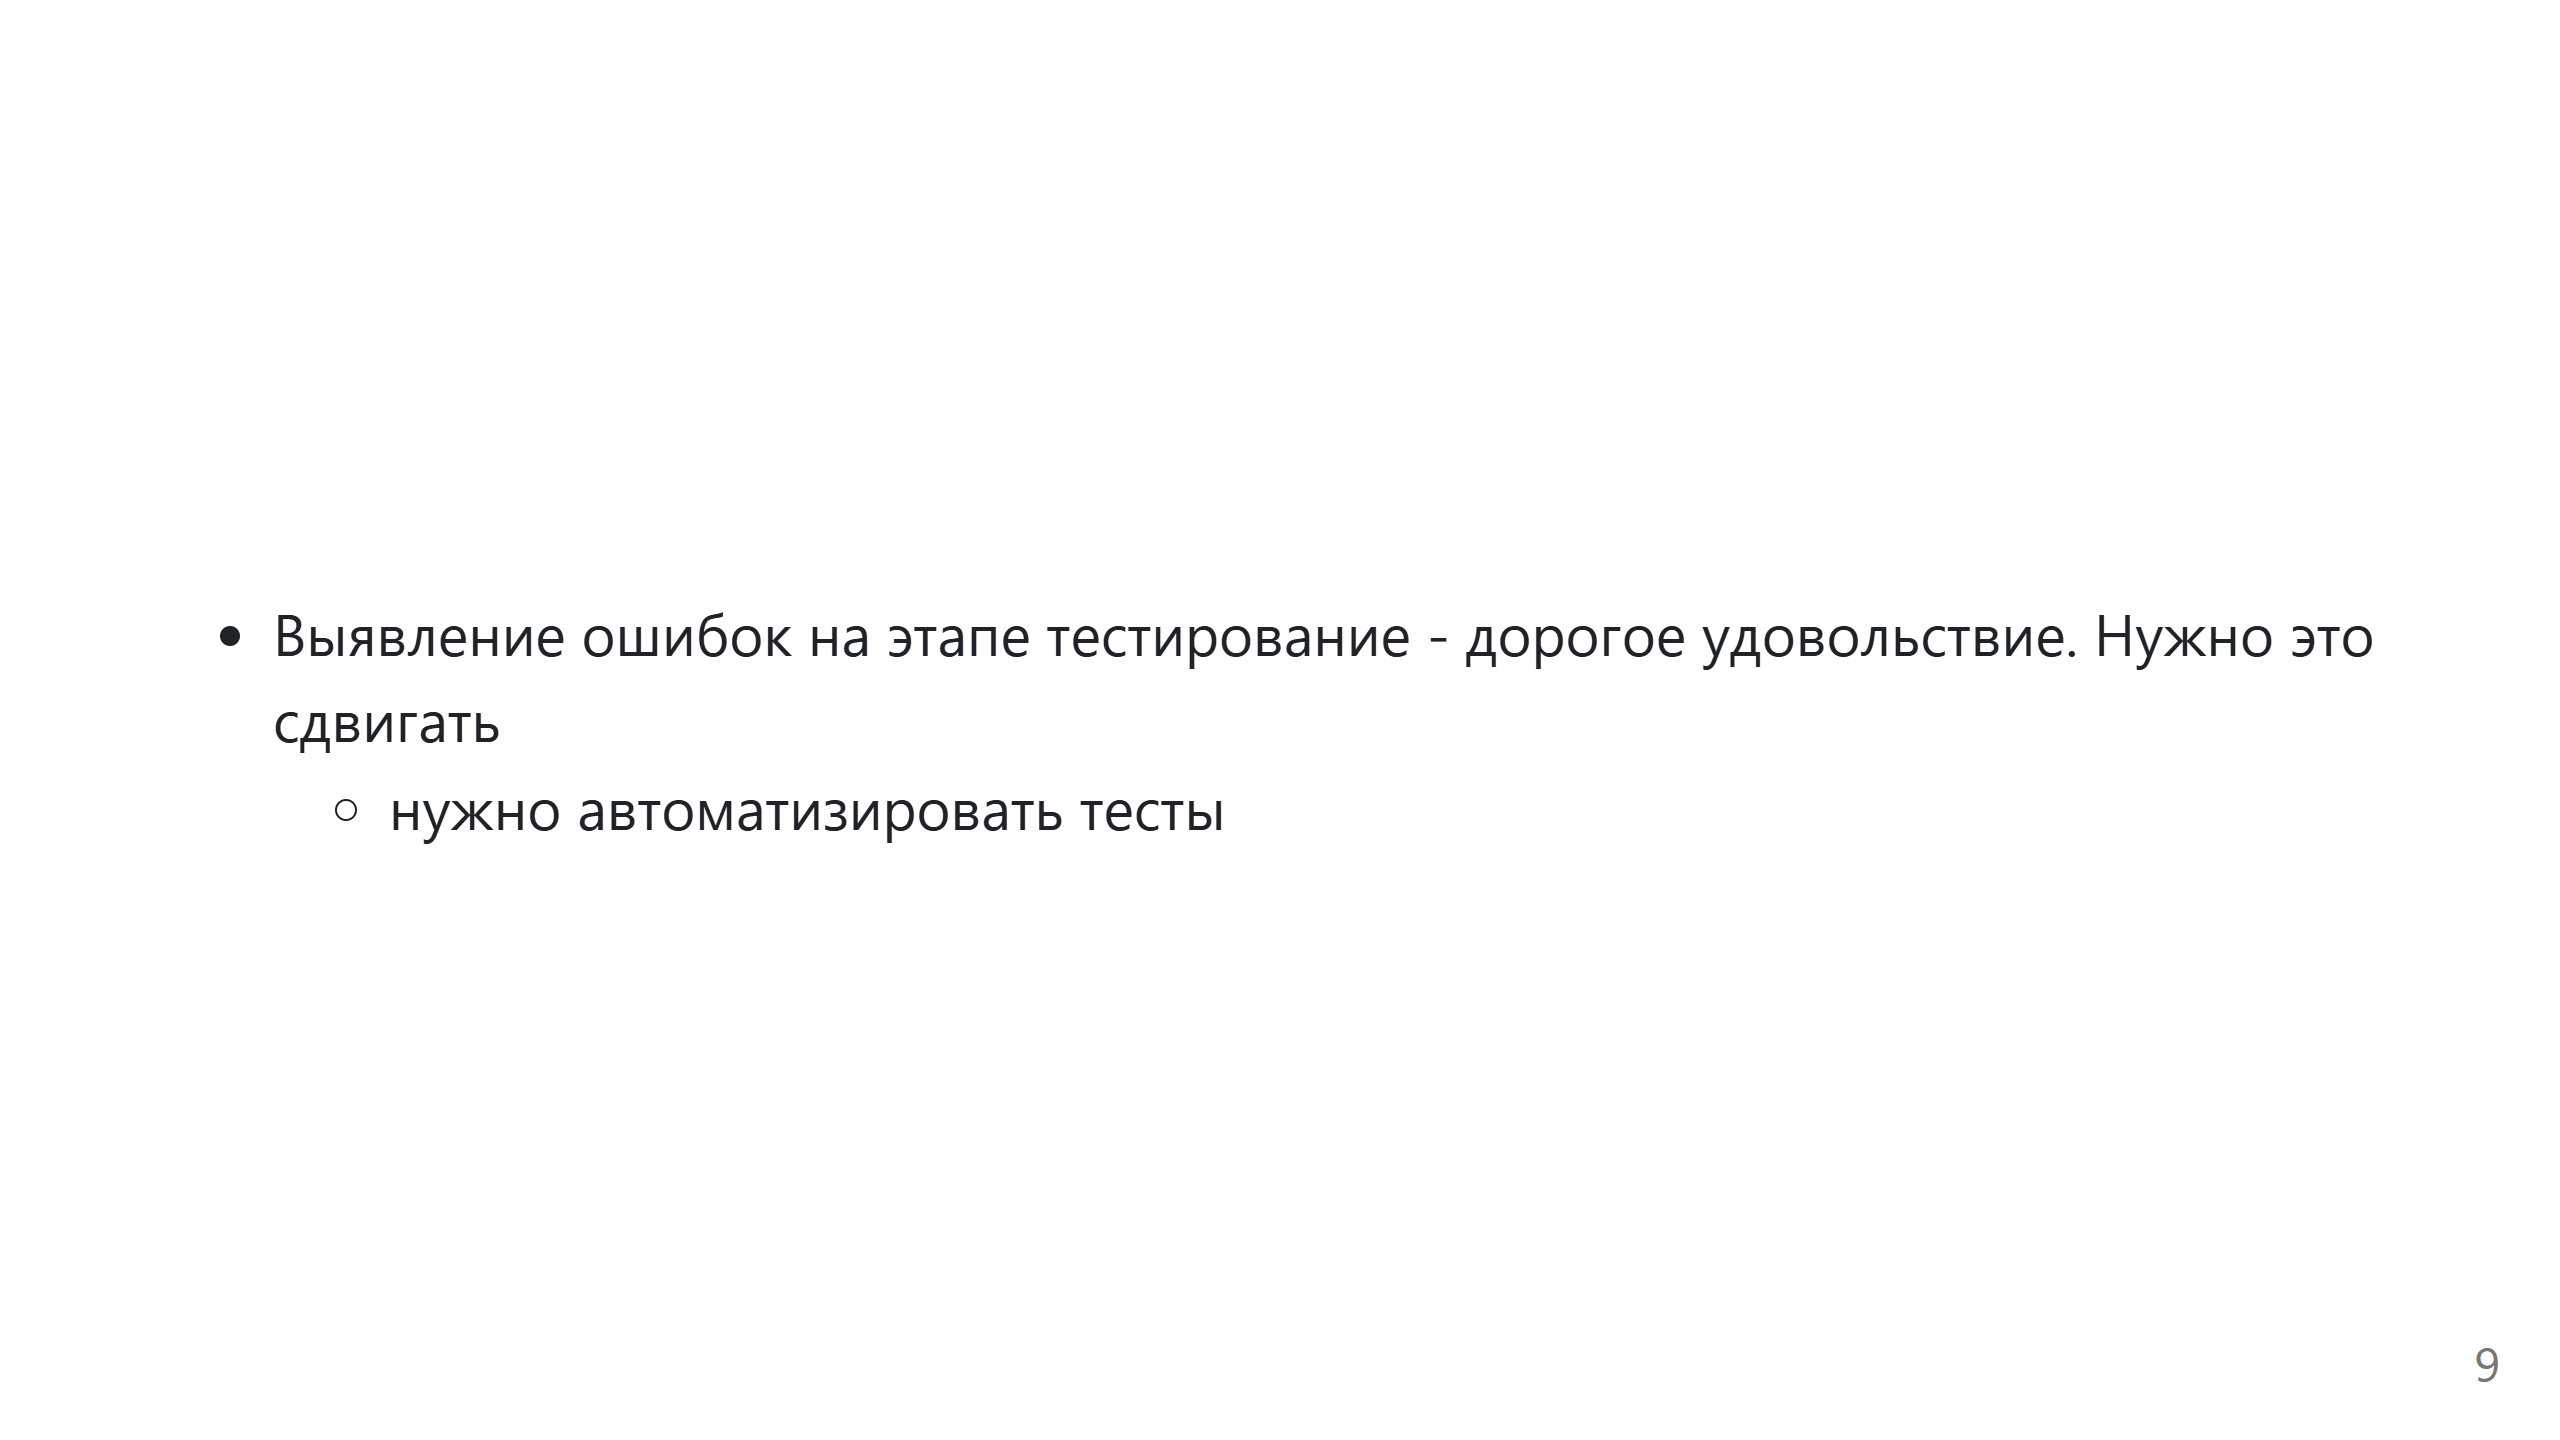 • Выявление ошибок на этапе тестирование - дорогое удовольствие. Нужно это
сдвигать
○ нужно автоматизировать тесты
9